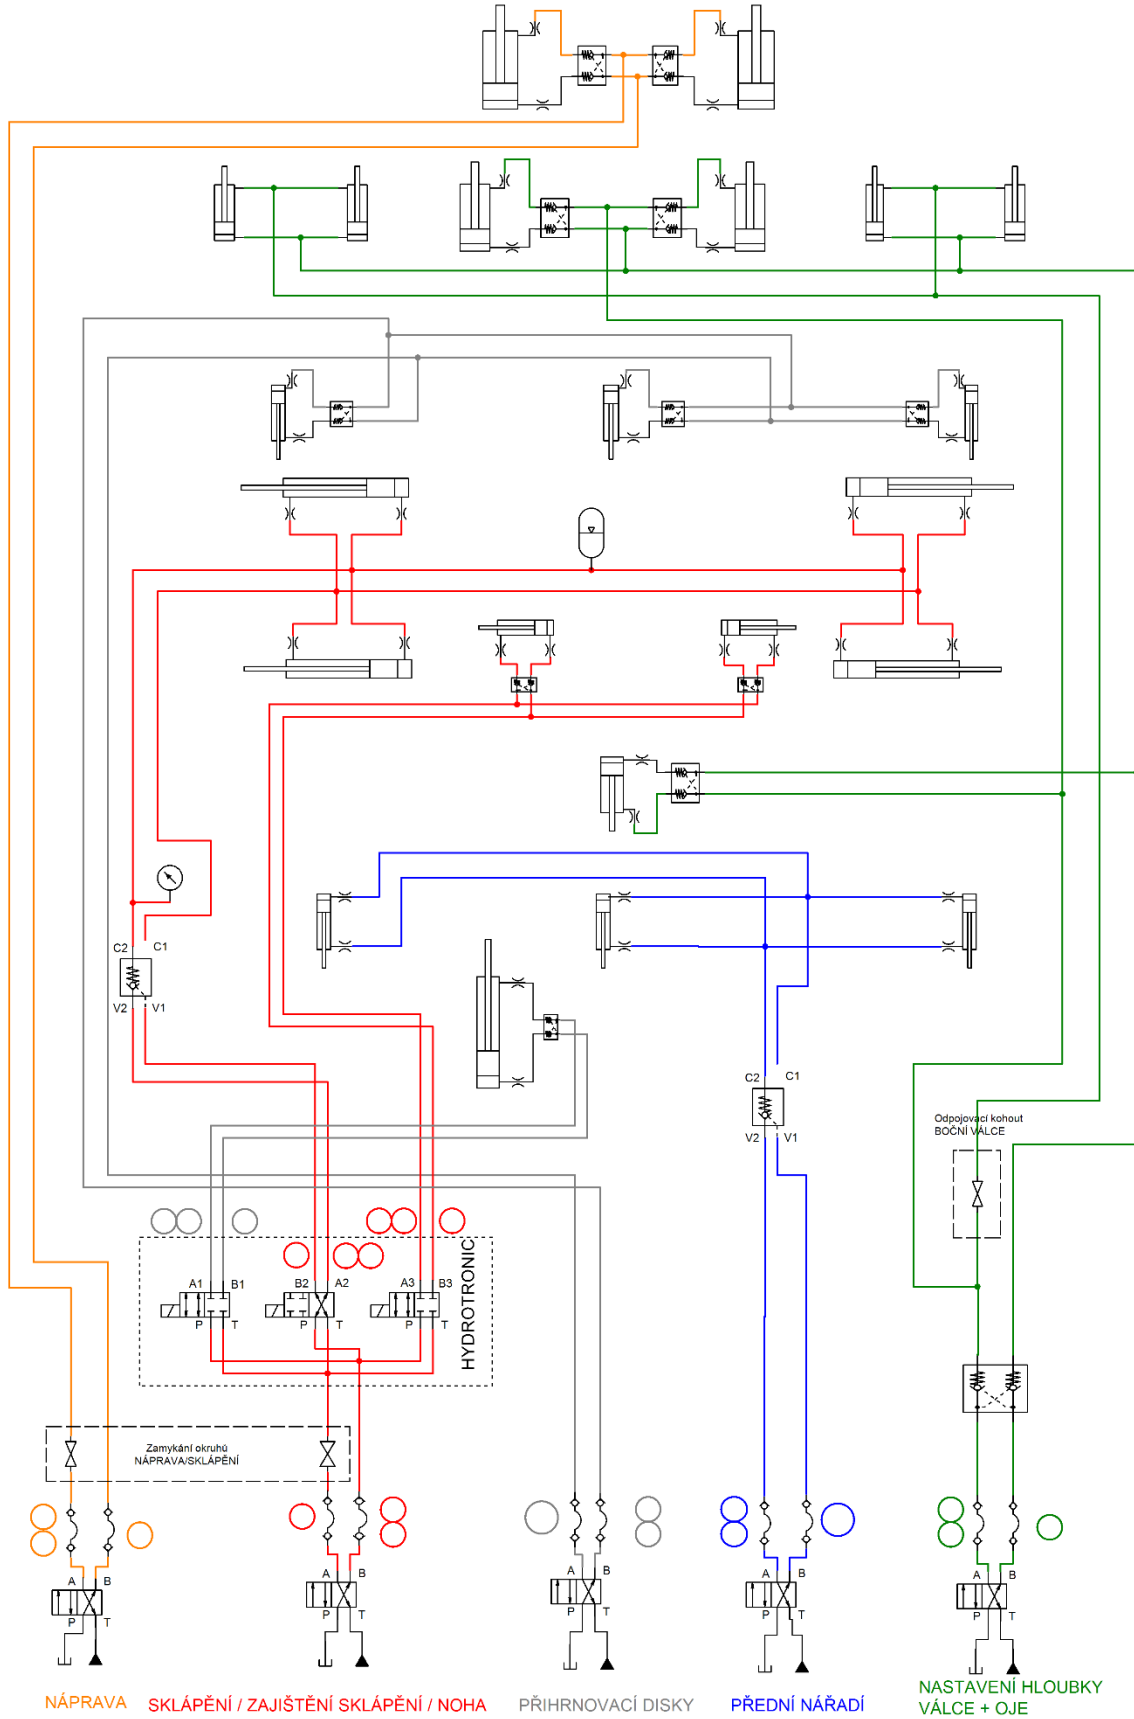 C2 C1
V2 V1
C2 C1
V2 V1
Odpojovací kohout
BOČNÍ VÁLCE
A1 B1 B2 A2 A3 B3
P T P T P T
HYDROTRONIC
Zamykání okruhů
NÁPRAVA/SKLÁPĚNÍ
A B
P T
A B
P T
A B
P T
A B
P T
A B
P T
NÁPRAVA
SKLÁPĚNÍ / ZAJIŠTĚNÍ SKLÁPĚNÍ / NOHA
PŘIHRNOVACÍ DISKY
PŘEDNÍ NÁŘADÍ
NASTAVENÍ HLOUBKY
VÁLCE + OJE